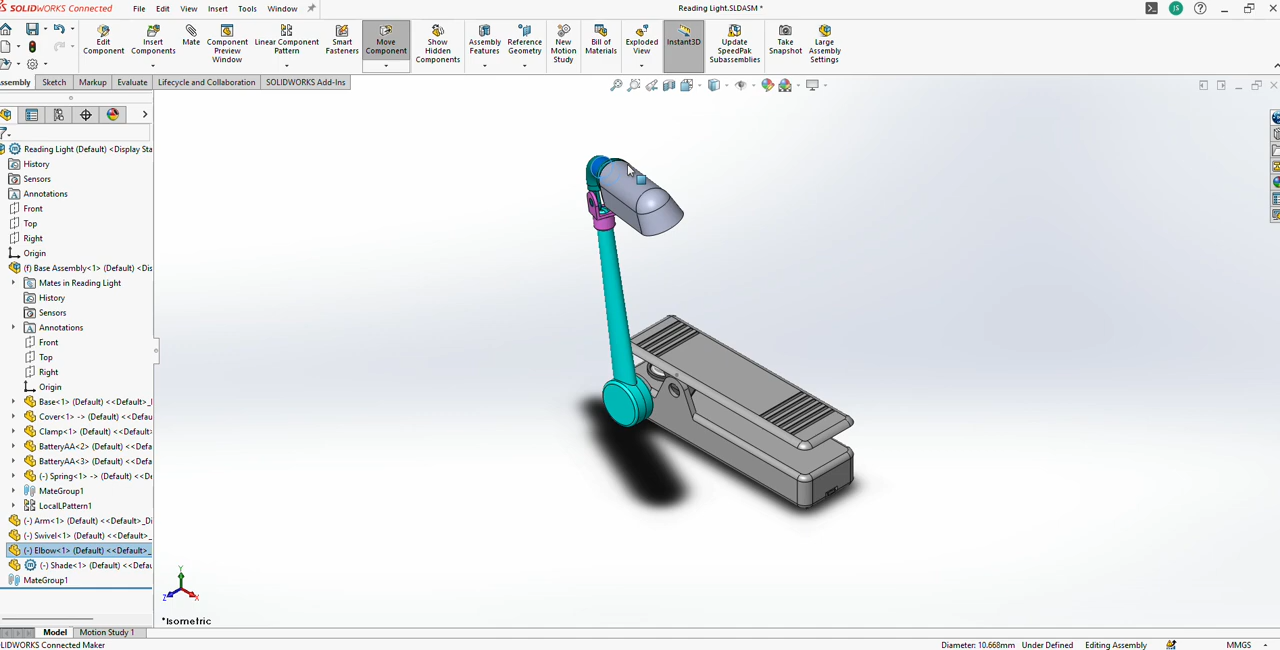 SOLIDWORKS Connected
File Edit View Insert Tools Window
Reading Light.SLDASM *
JS
Edit Component
Insert Components
Mate
Component Preview Window
Linear Component Pattern
Smart Fasteners
Move Component
Show Hidden Components
Assembly Features
Reference Geometry
New Motion Study
Bill of Materials
Exploded View
Instant3D
Update SpeedPak Subassemblies
Take Snapshot
Large Assembly Settings
Assembly Sketch Markup Evaluate Lifecycle and Collaboration SOLIDWORKS Add-Ins
Reading Light (Default) <Display Sta
History
Sensors
Annotations
Front
Top
Right
Origin
(f) Base Assembly<1> (Default) <Dis
Mates in Reading Light
History
Sensors
Annotations
Front
Top
Right
Origin
Base<1> (Default) <<Default>_
Cover<1> -> (Default) <<Defau
Clamp<1> (Default) <<Default>_
BatteryAA<2> (Default) <<Defa
BatteryAA<3> (Default) <<Defa
(-) Spring<1> -> (Default) <<De
MateGroup1
LocalLPattern1
(-) Arm<1> (Default) <<Default>_Di
(-) Swivel<1> (Default) <<Default>_
(-) Elbow<1> (Default) <<Default>_
(-) Shade<1> (Default) <<Defau
MateGroup1
Y
Z
X
*Isometric
Model Motion Study 1
OLIDWORKS Connected Maker
Diameter: 10.668mm Under Defined Editing Assembly MMGS